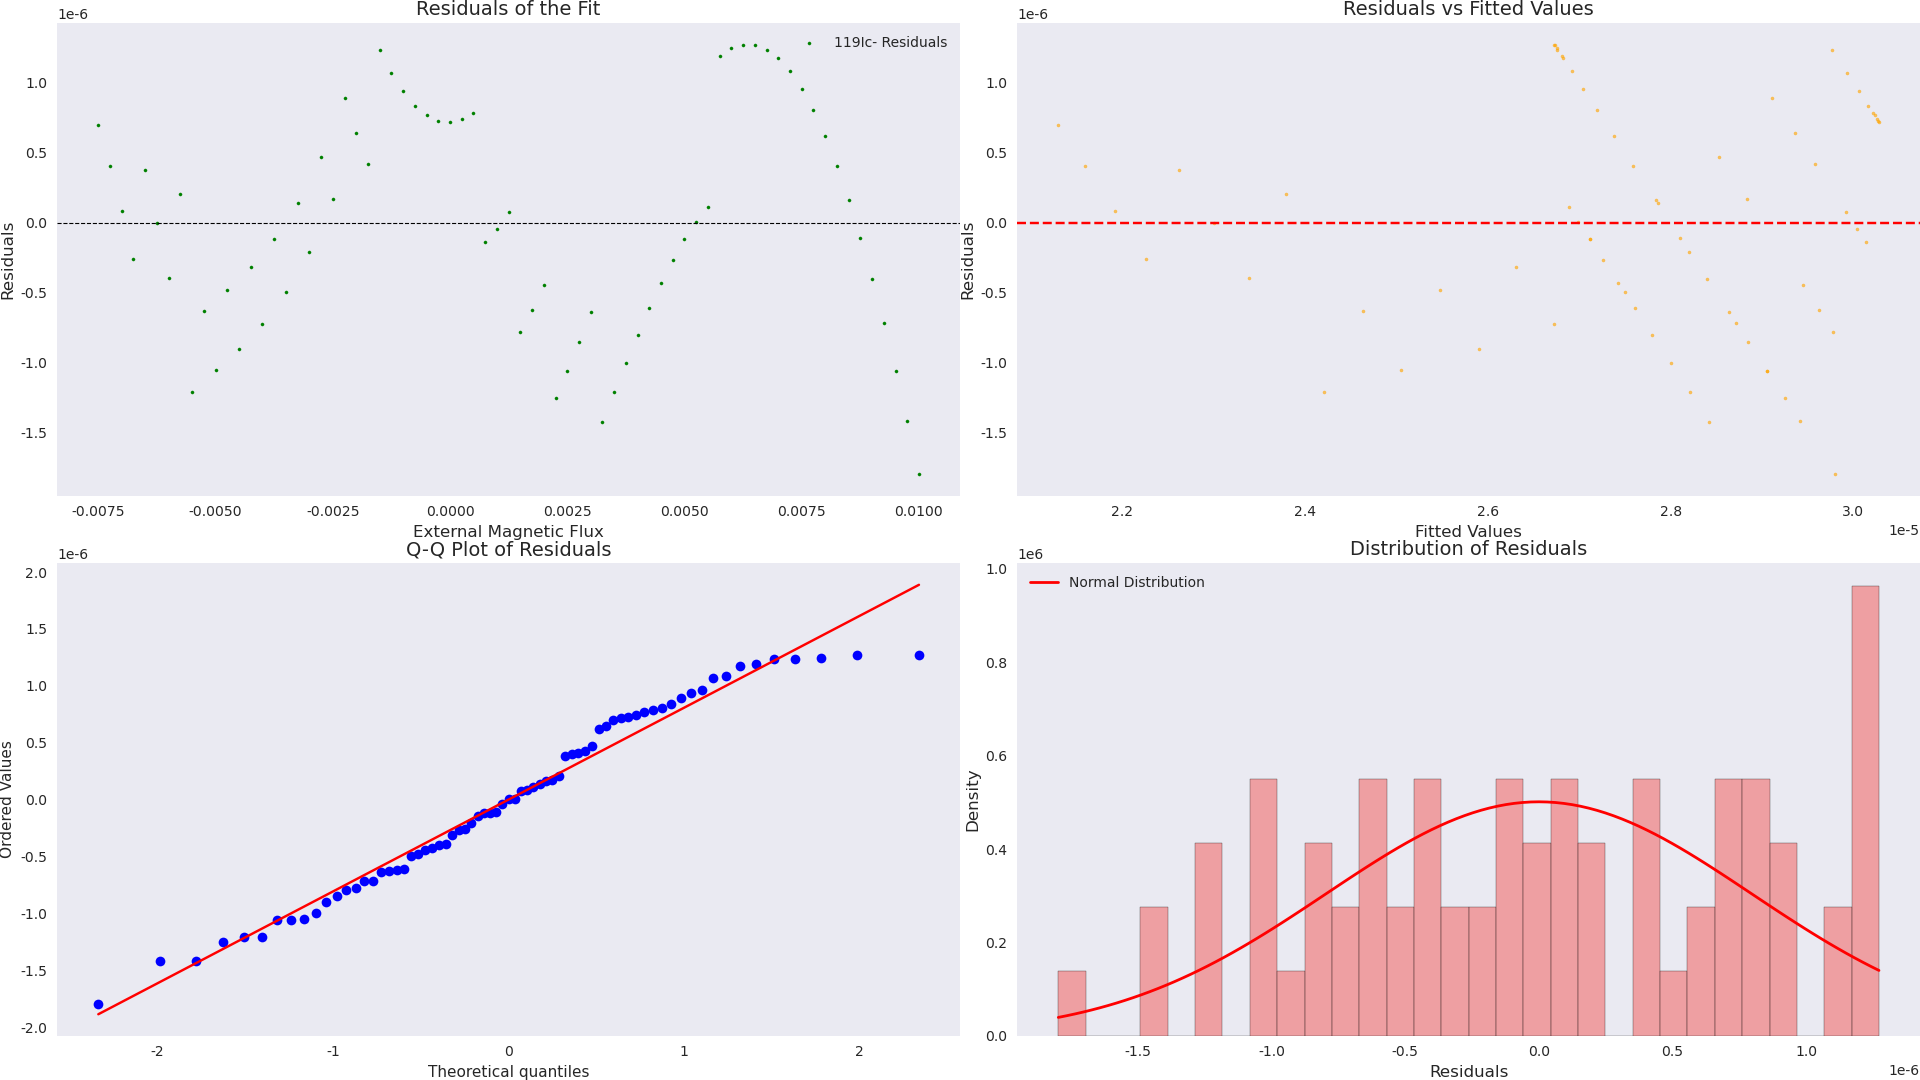 Residuals of the Fit
1e-6
119Ic- Residuals
1.0
0.5
0.0
-0.5
-1.0
-1.5
Residuals
-0.0075 -0.0050 -0.0025 0.0000 0.0025 0.0050 0.0075 0.0100
External Magnetic Flux
Residuals vs Fitted Values
1e-6
1.0
0.5
0.0
-0.5
-1.0
-1.5
Residuals
2.2 2.4 2.6 2.8 3.0
1e-5
Fitted Values
Q-Q Plot of Residuals
1e-6
2.0
1.5
1.0
0.5
0.0
-0.5
-1.0
-1.5
-2.0
Ordered Values
-2 -1 0 1 2
Theoretical quantiles
Distribution of Residuals
1e6
Normal Distribution
1.0
0.8
0.6
0.4
0.2
0.0
Density
-1.5 -1.0 -0.5 0.0 0.5 1.0
1e-6
Residuals